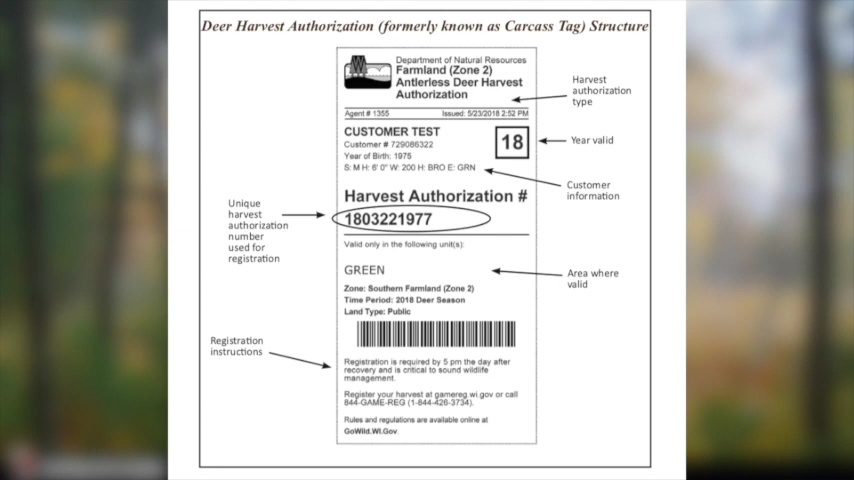 Deer Harvest Authorization (formerly known as Carcass Tag) Structure
Department of Natural Resources
Farmland (Zone 2)
Antlerless Deer Harvest
Authorization
Harvest
authorization
type
Agent # 1355 Issued: 5/23/2018 2:52 PM
CUSTOMER TEST
Customer # 729086322
Year of Birth: 1975
S: M H: 6' 0" W: 200 H: BRO E: GRN
18
Year valid
Customer
information
Harvest Authorization #
1803221977
Unique
harvest
authorization
number
used for
registration
Valid only in the following unit(s):
GREEN
Area where
valid
Zone: Southern Farmland (Zone 2)
Time Period: 2018 Deer Season
Land Type: Public
Registration
instructions
Registration is required by 5 pm the day after
recovery and is critical to sound wildlife
management.
Register your harvest at gamereg.wi.gov or call
844-GAME-REG (1-844-426-3734).
Rules and regulations are available online at
GoWild.WI.Gov